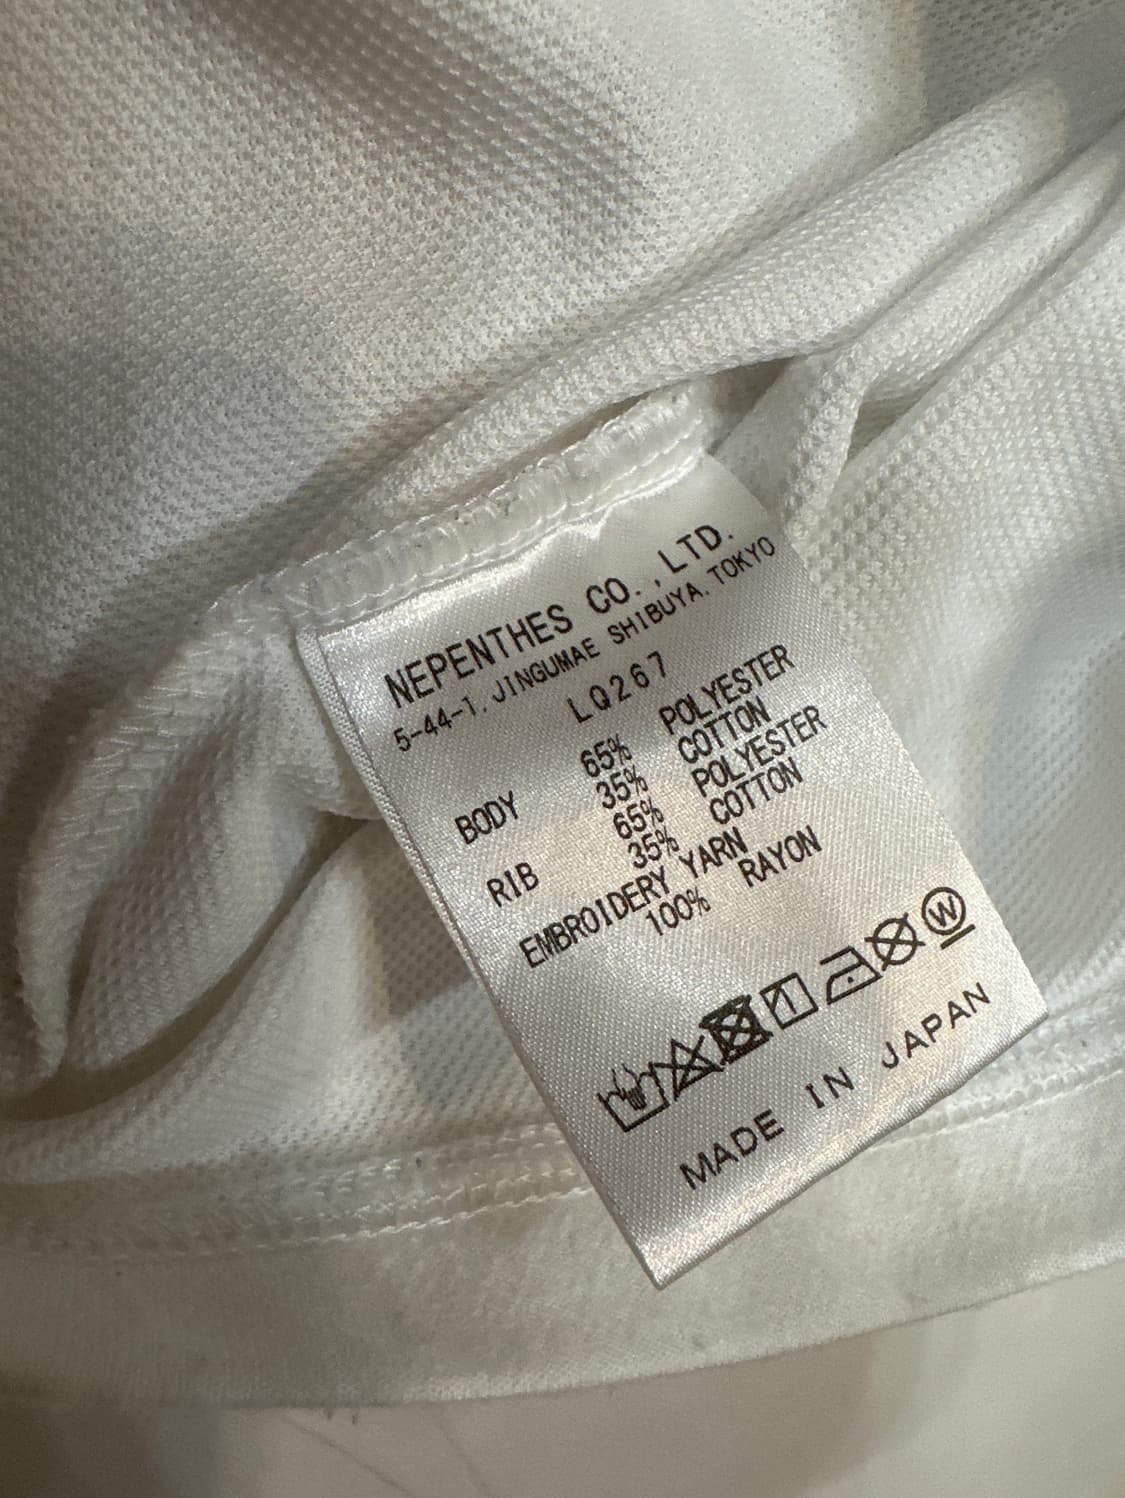 NEPENTHES CO.,LTD.
5-44-1, JINGUMAE SHIBUYA, TOKYO
LQ267
BODY 65% POLYESTER
35% COTTON
RIB 65% POLYESTER
35% COTTON
EMBROIDERY YARN
100% RAYON
W
MADE IN JAPAN